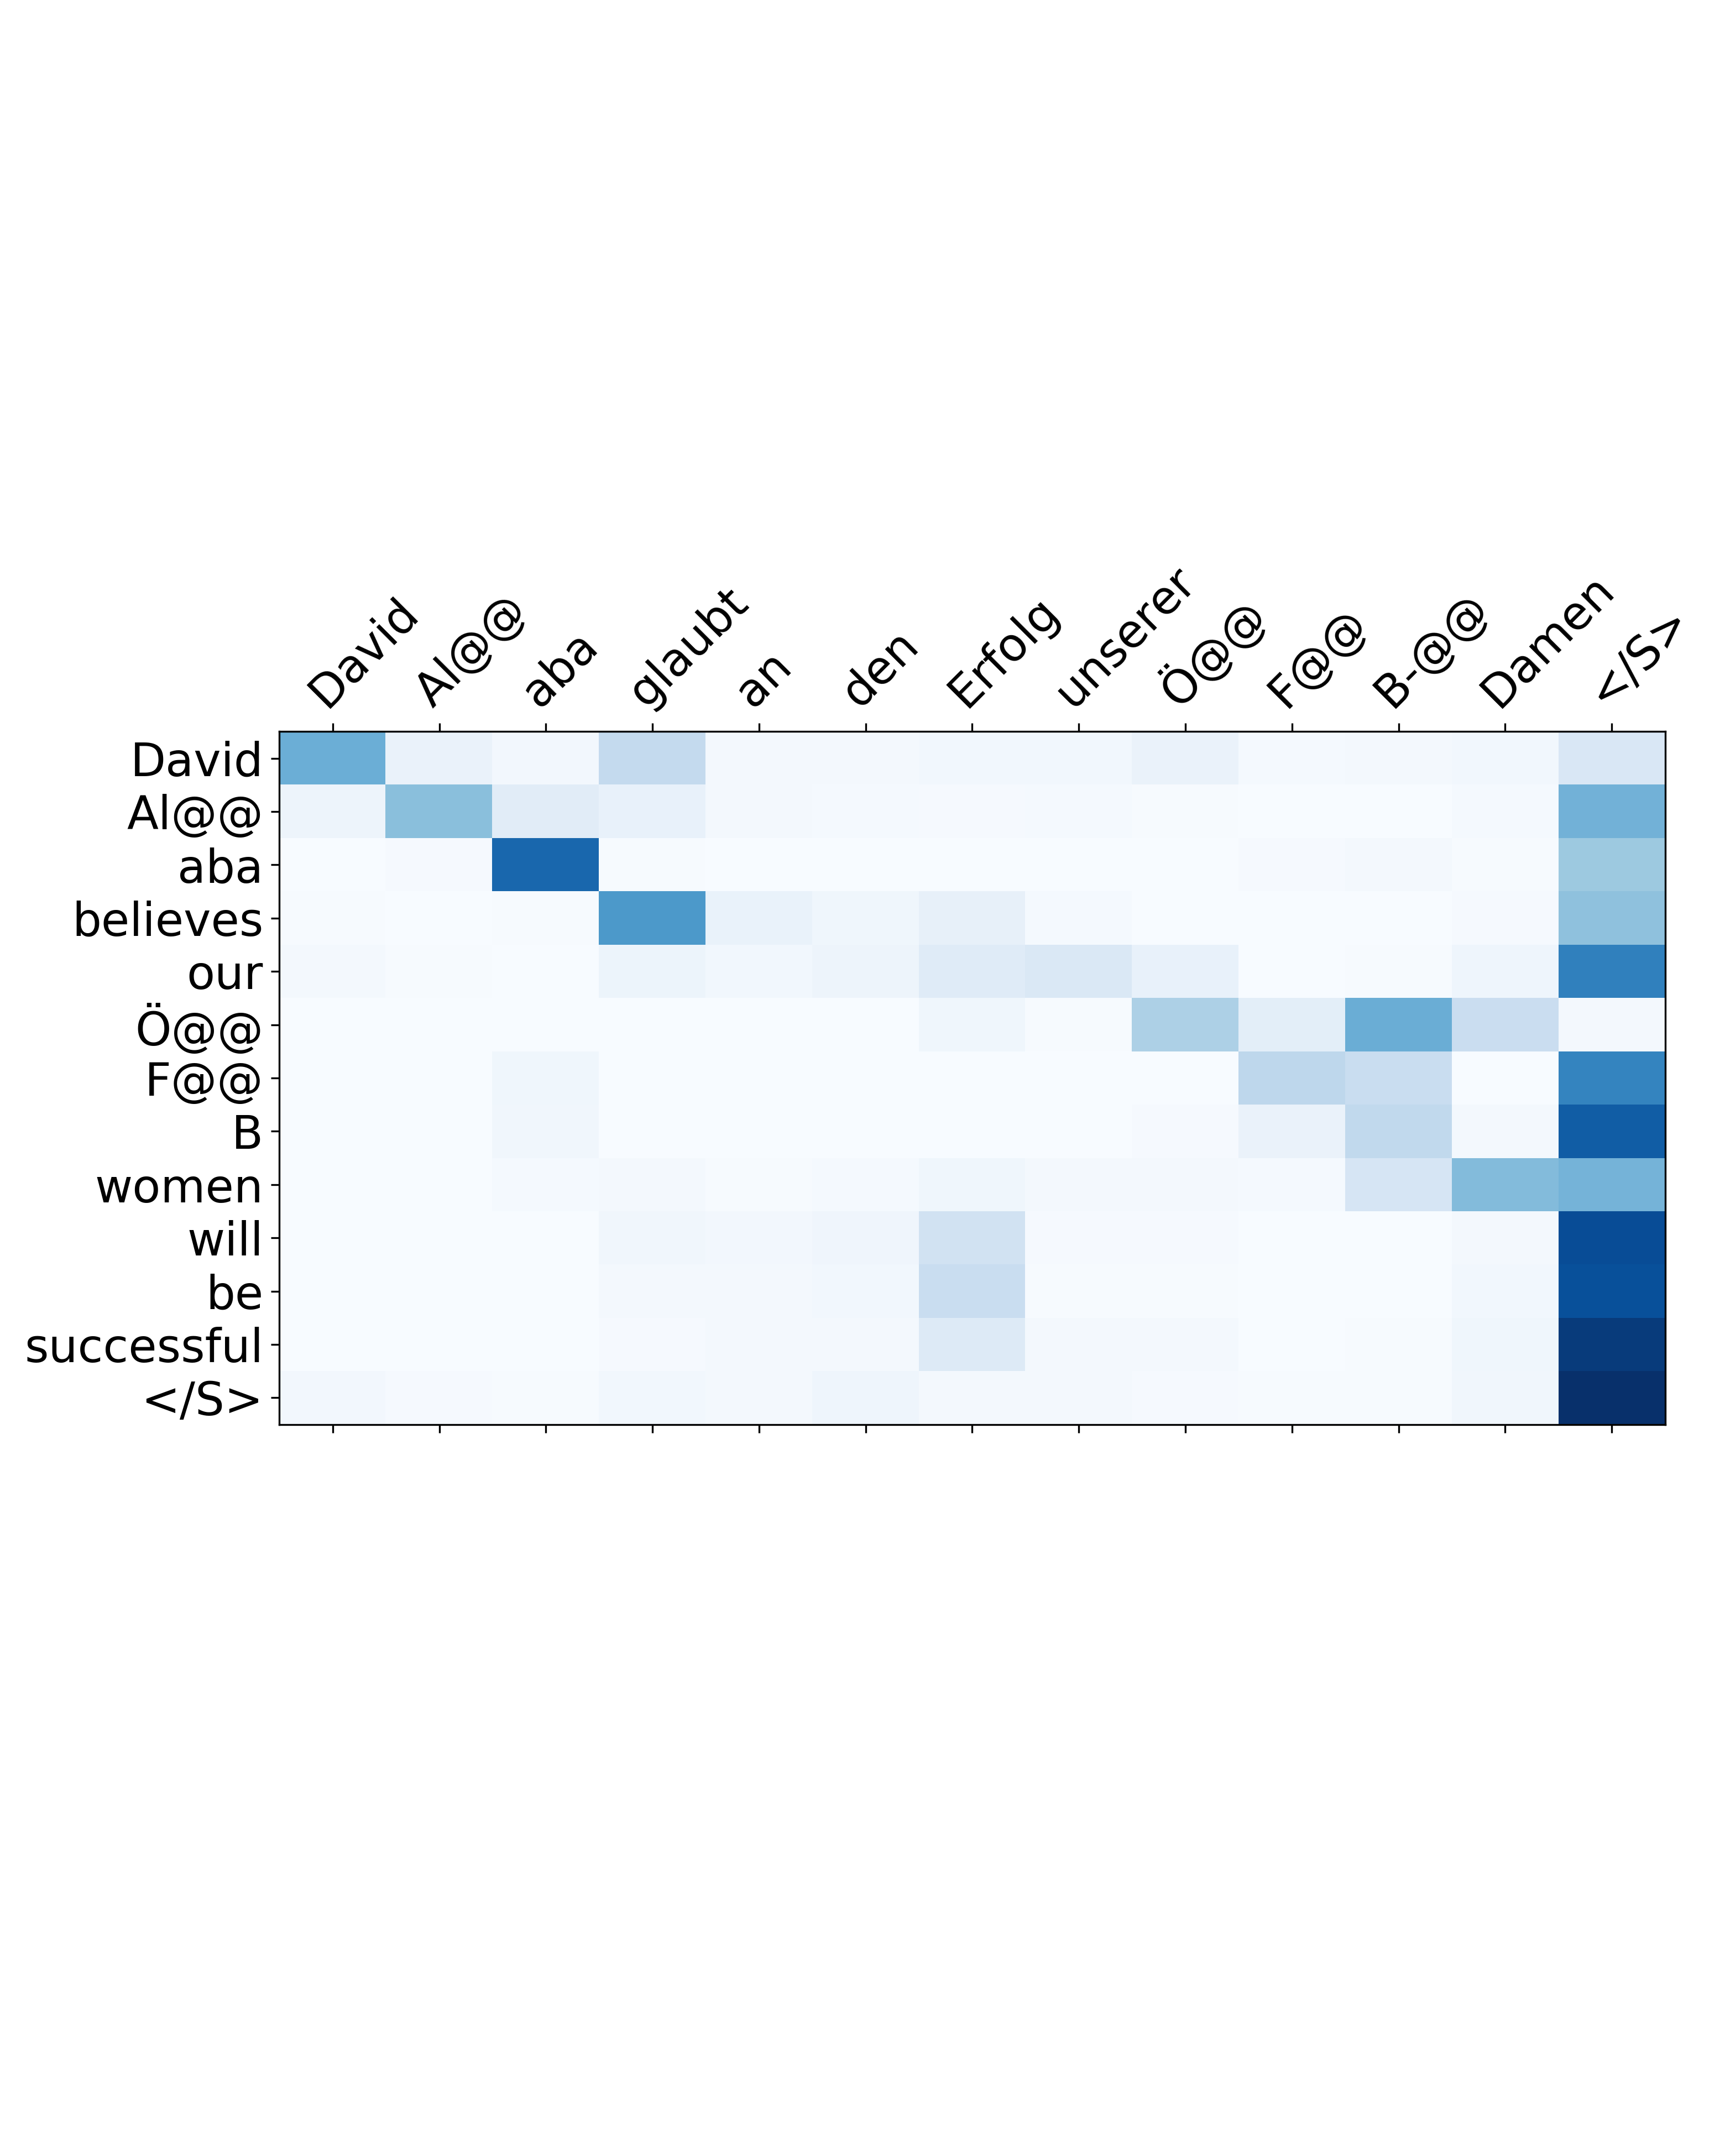 David Al@@ aba glaubt an den Erfolg unserer Ö@@ F@@ B-@@ Damen </S>
David
Al@@
aba
believes
our
Ö@@
F@@
B
women
will
be
successful
</S>